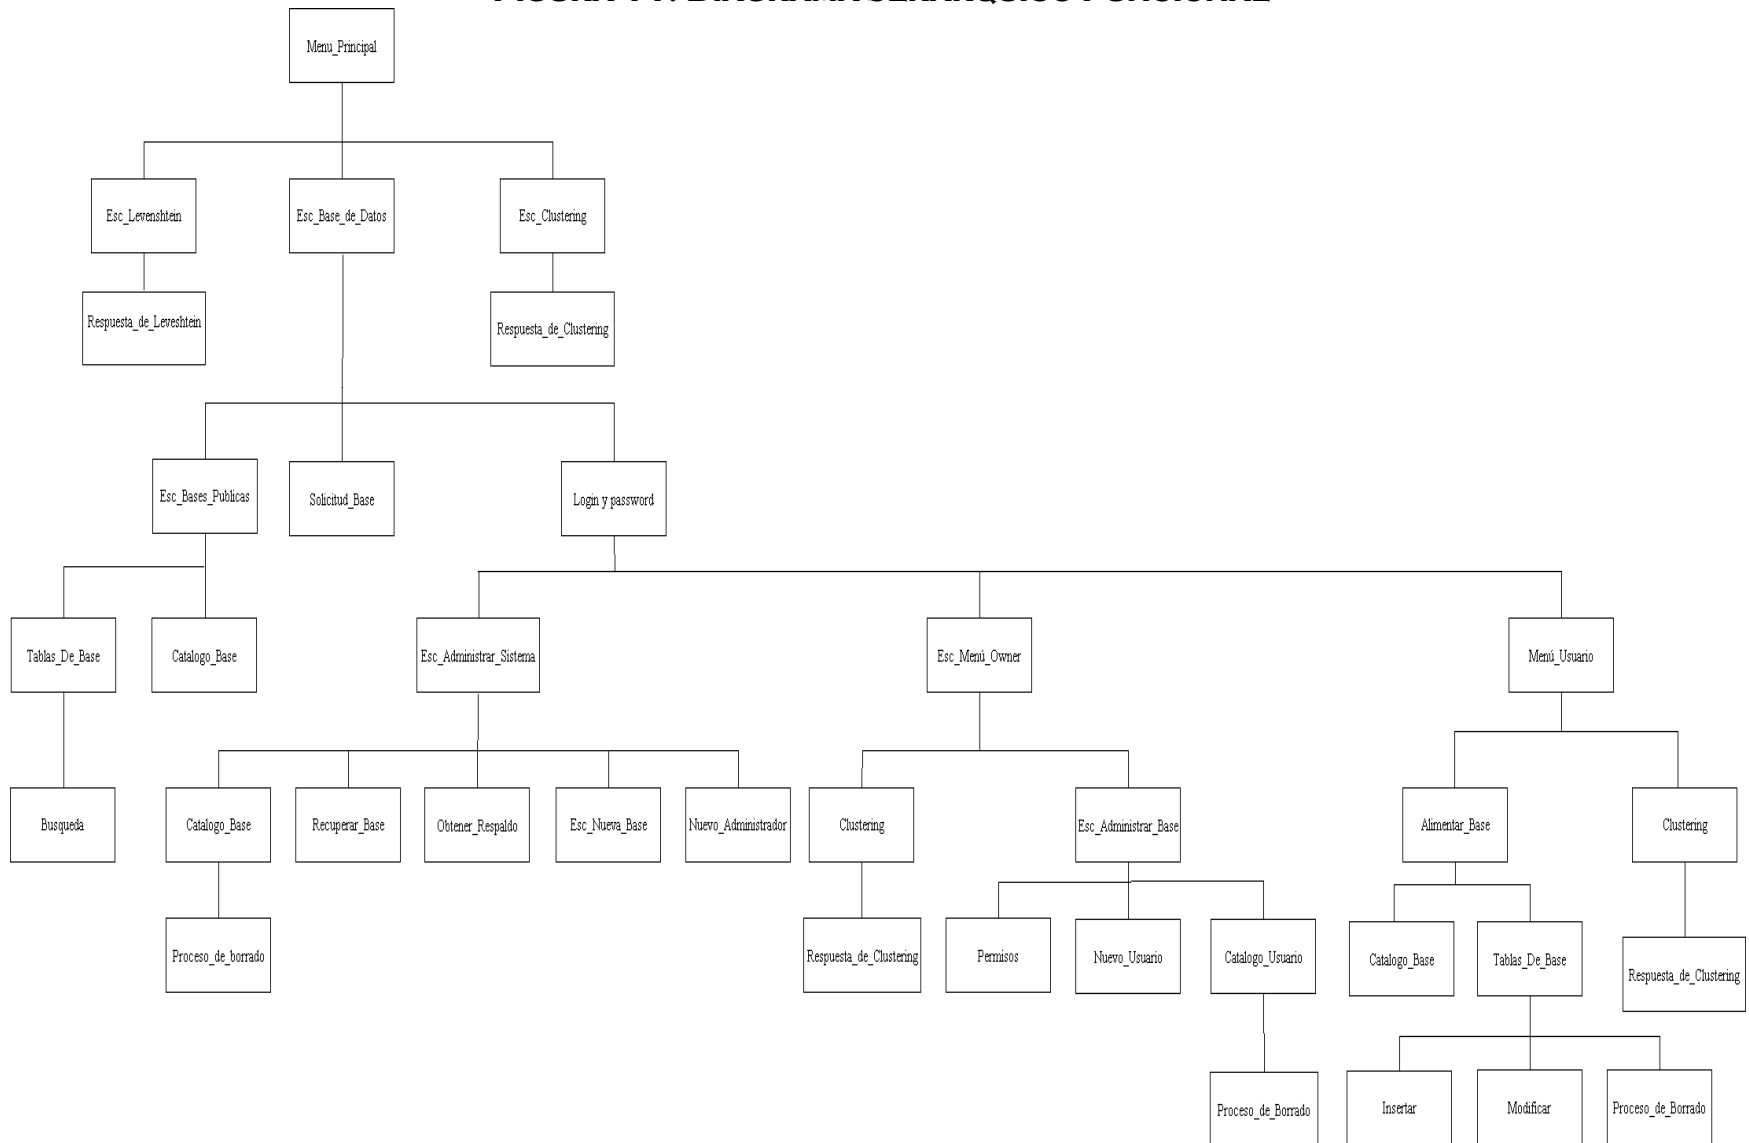 Menu_Principal
Esc_Levenshtein
Esc_Base_de_Datos
Esc_Clustering
Respuesta_de_Leveshtein
Respuesta_de_Clustering
Esc_Bases_Publicas
Solicitud_Base
Login y password
Tablas_De_Base
Catalogo_Base
Esc_Administrar_Sistema
Esc_Menú_Owner
Menú_Usuario
Busqueda
Catalogo_Base
Recuperar_Base
Obtener_Respaldo
Esc_Nueva_Base
Nuevo_Administrador
Clustering
Esc_Administrar_Base
Alimentar_Base
Clustering
Proceso_de_borrado
Respuesta_de_Clustering
Permisos
Nuevo_Usuario
Catalogo_Usuario
Catalogo_Base
Tablas_De_Base
Respuesta_de_Clustering
Proceso_de_Borrado
Insertar
Modificar
Proceso_de_Borrado